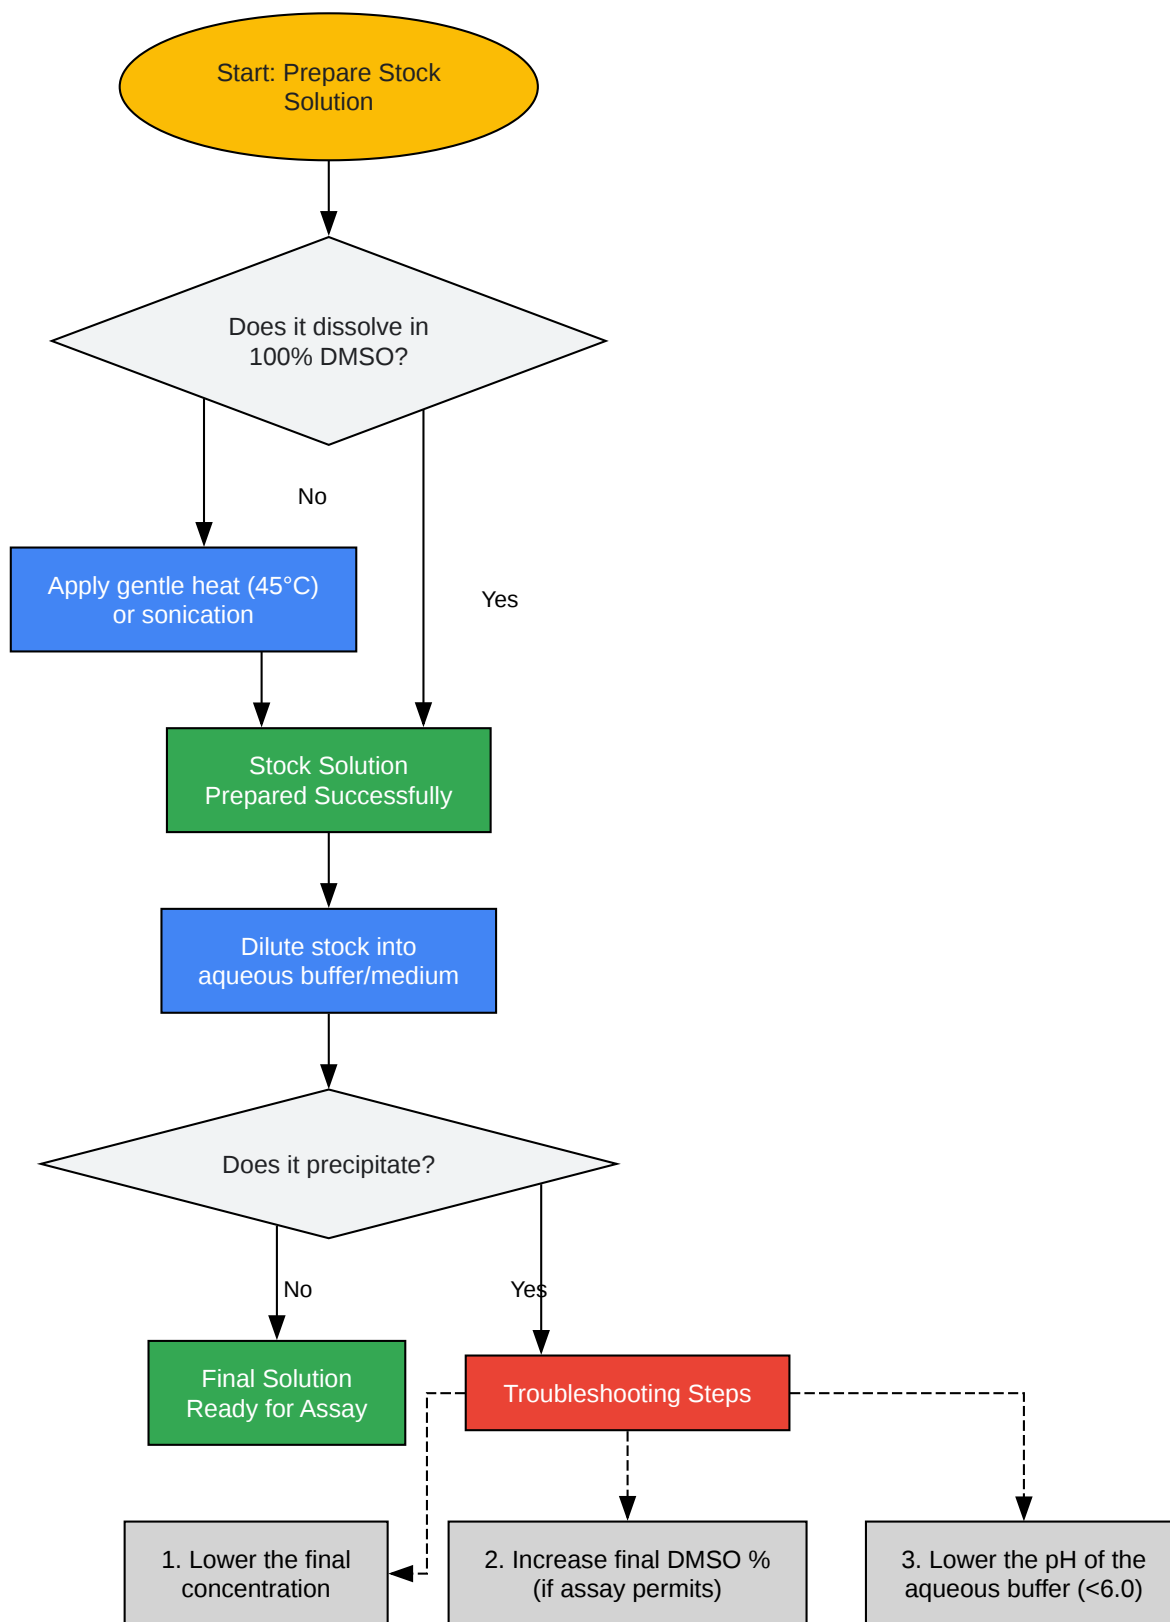 Start: Prepare Stock
Solution
Does it dissolve in
100% DMSO?
No
Apply gentle heat (45°C)
or sonication
Yes
Stock Solution
Prepared Successfully
Dilute stock into
aqueous buffer/medium
Does it precipitate?
No
Yes
Final Solution
Ready for Assay
Troubleshooting Steps
1. Lower the final
concentration
2. Increase final DMSO %
(if assay permits)
3. Lower the pH of the
aqueous buffer (<6.0)